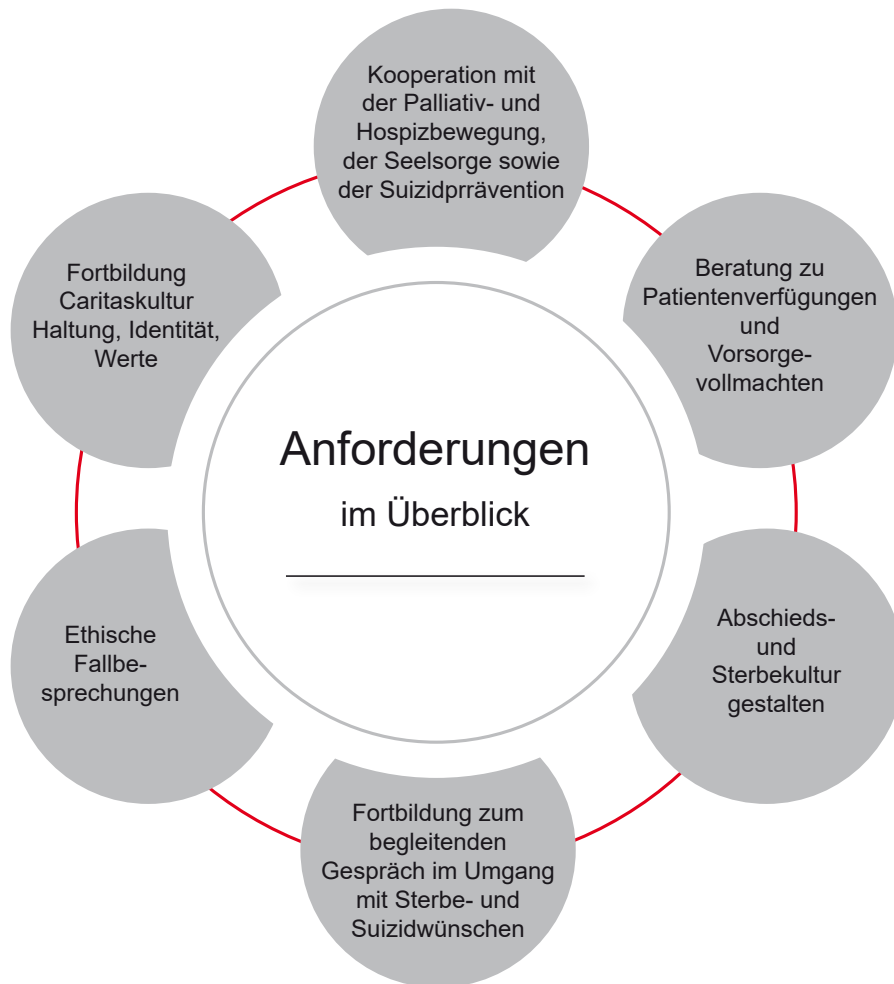 Kooperation mit
der Palliativ- und
Hospizbewegung,
der Seelsorge sowie
der Suizidprrävention
Fortbildung
Caritaskultur
Haltung, Identität,
Werte
Beratung zu
Patientenverfügungen
und
Vorsorge-
vollmachten
Anforderungen
im Überblick
Ethische
Fallbe-
sprechungen
Abschieds-
und
Sterbekultur
gestalten
Fortbildung zum
begleitenden
Gespräch im Umgang
mit Sterbe- und
Suizidwünschen